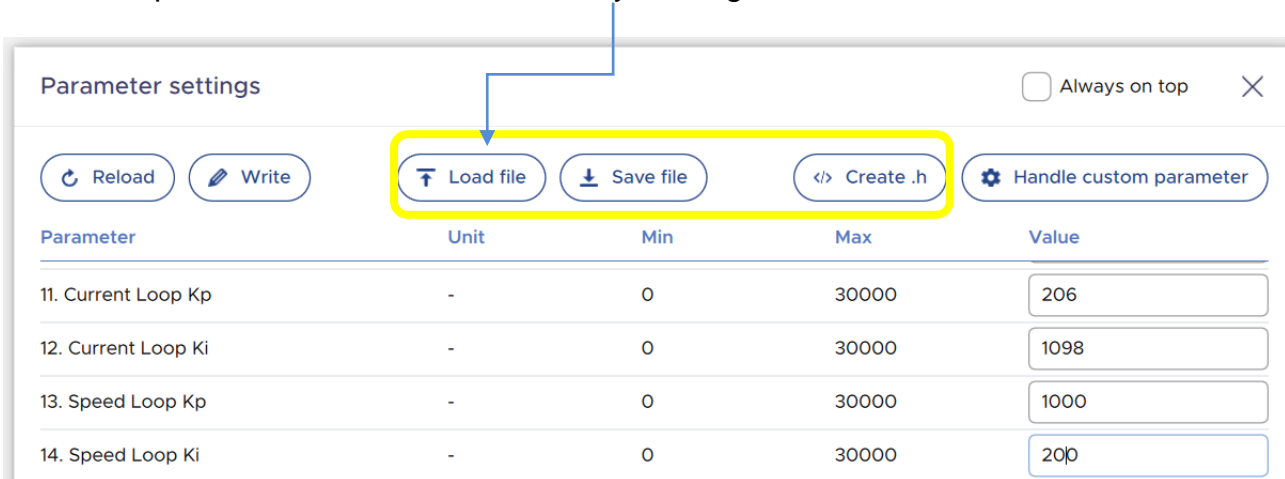 Parameter settings
Always on top
Reload
Write
Load file
Save file
</> Create .h
Handle custom parameter
Parameter Unit Min Max Value
11. Current Loop Kp - 0 30000 206
12. Current Loop Ki - 0 30000 1098
13. Speed Loop Kp - 0 30000 1000
14. Speed Loop Ki - 0 30000 200